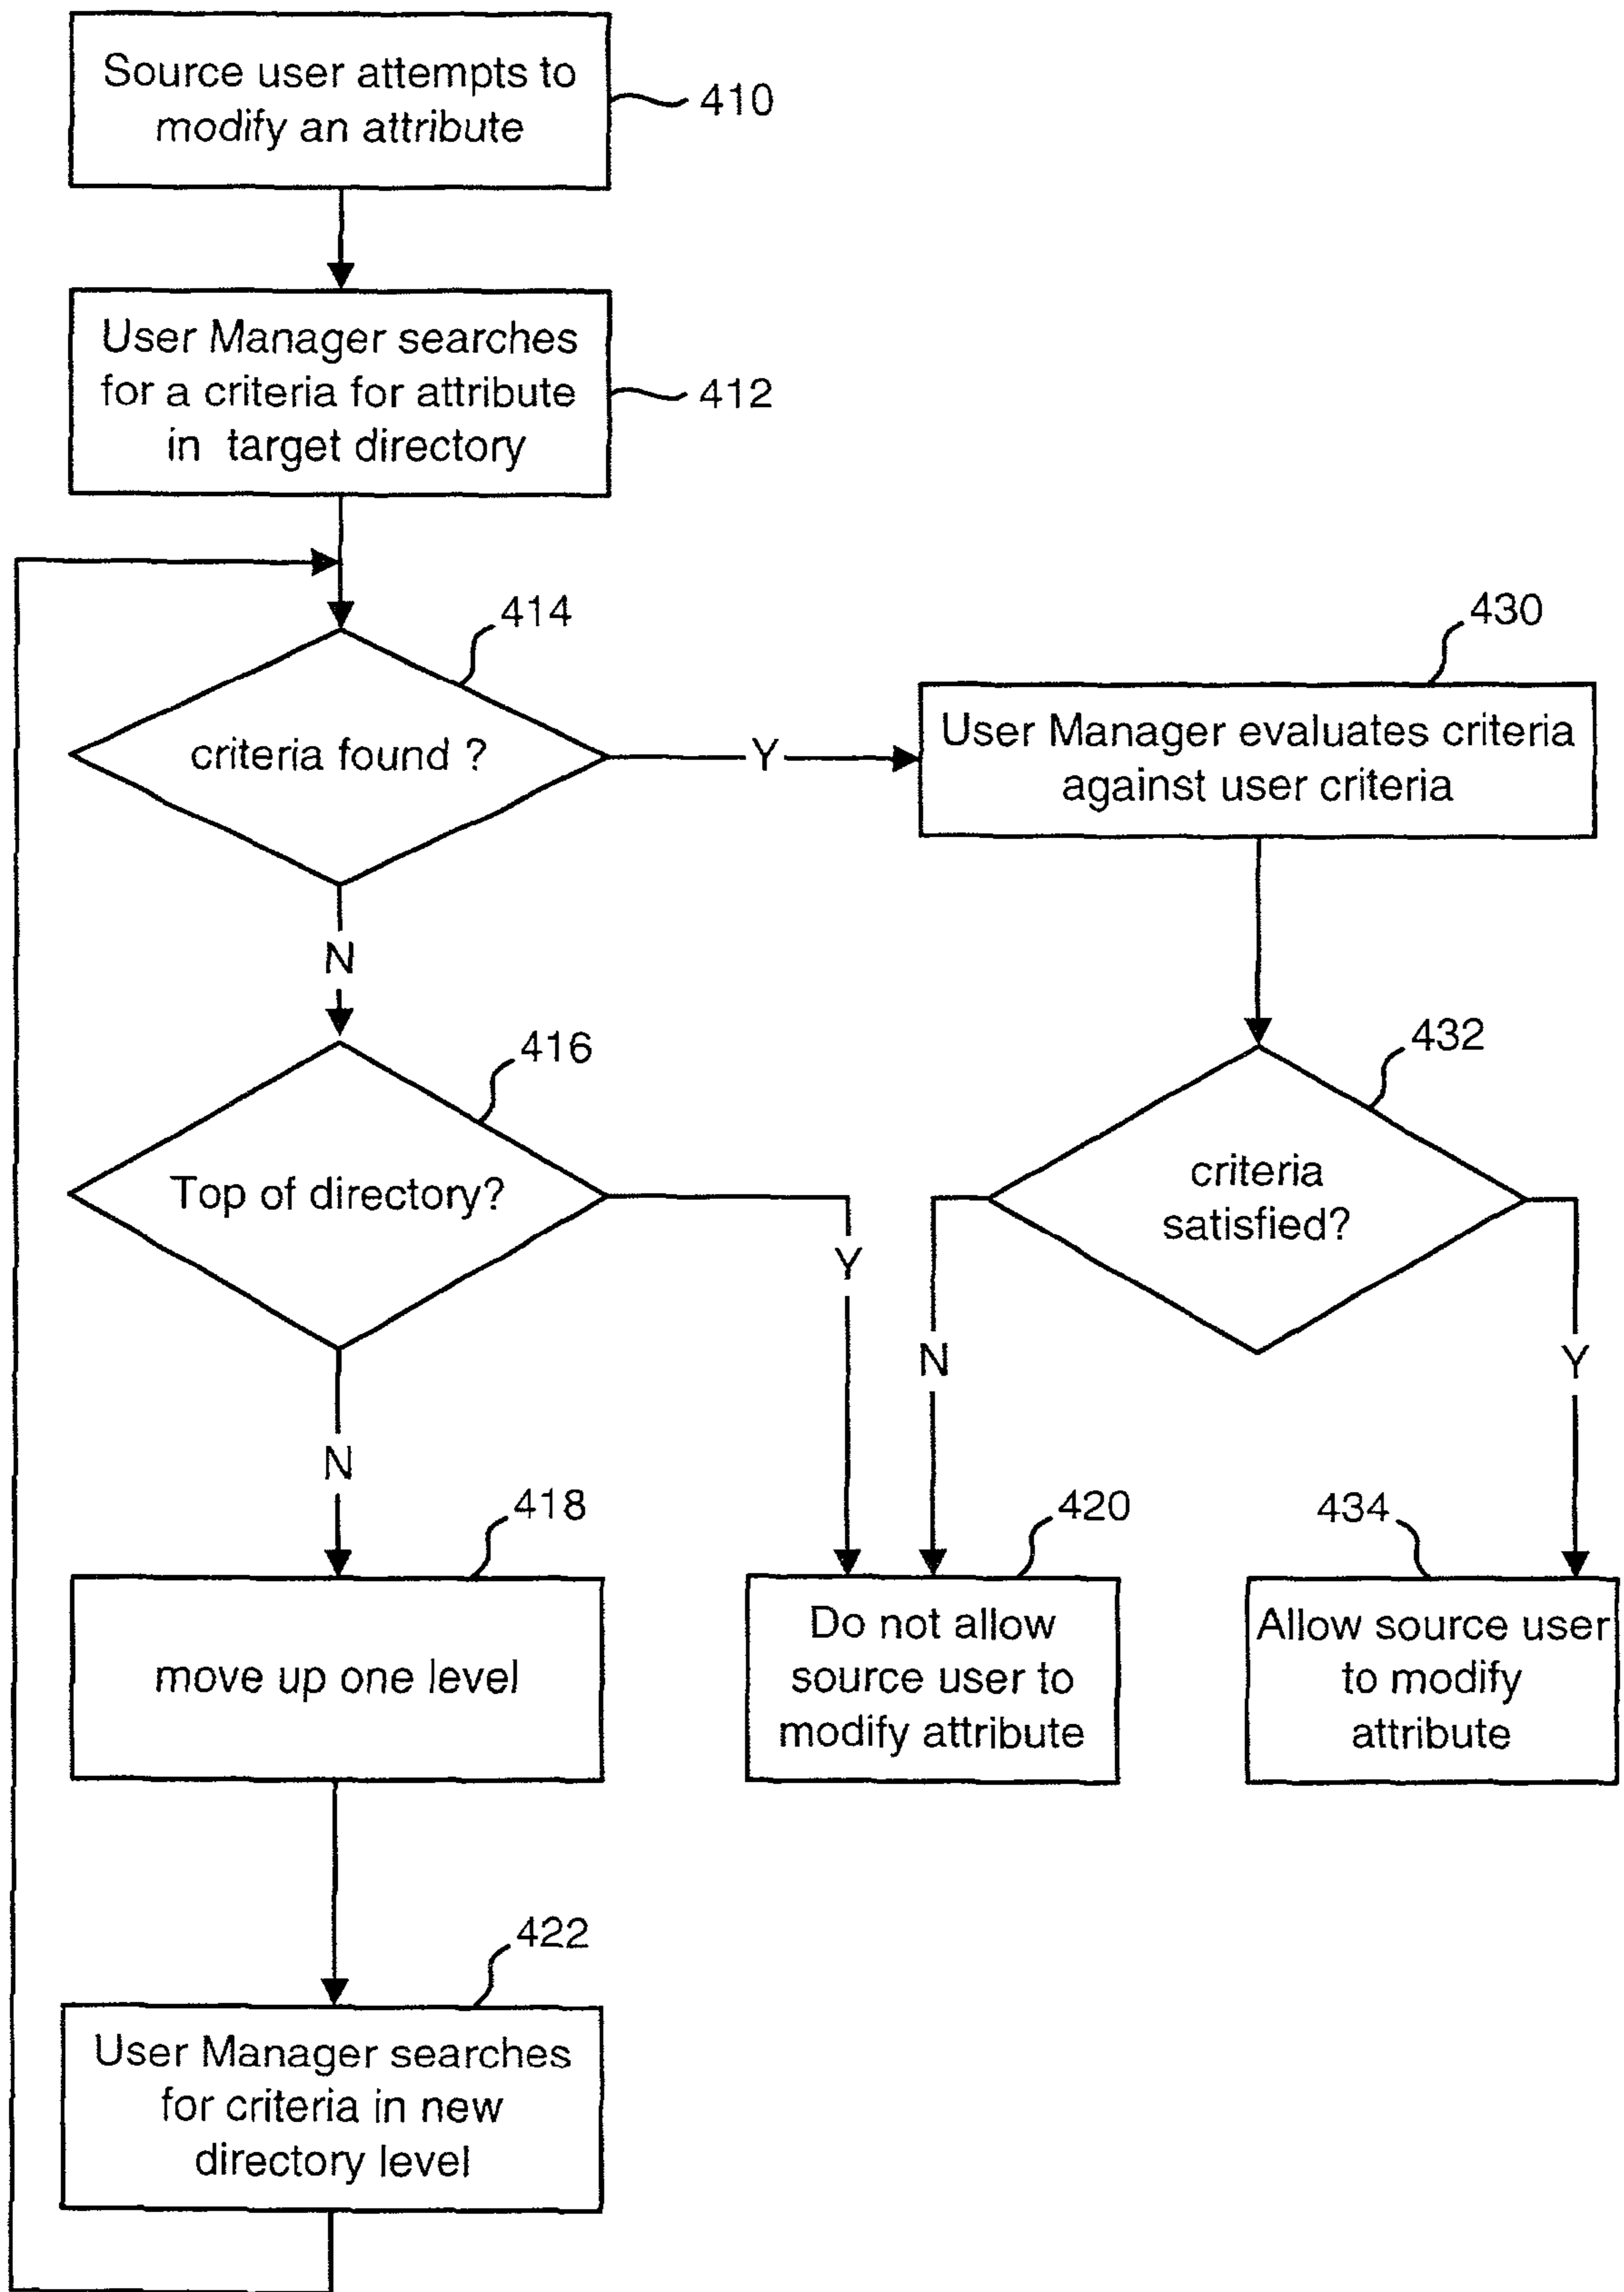 Source user attempts to
modify an attribute
410
User Manager searches
for a criteria for attribute
in target directory
412
414
criteria found ?
Y
430
User Manager evaluates criteria
against user criteria
N
416
Top of directory?
Y
432
criteria
satisfied?
N
Y
N
418
move up one level
420
Do not allow
source user to
modify attribute
434
Allow source user
to modify
attribute
422
User Manager searches
for criteria in new
directory level